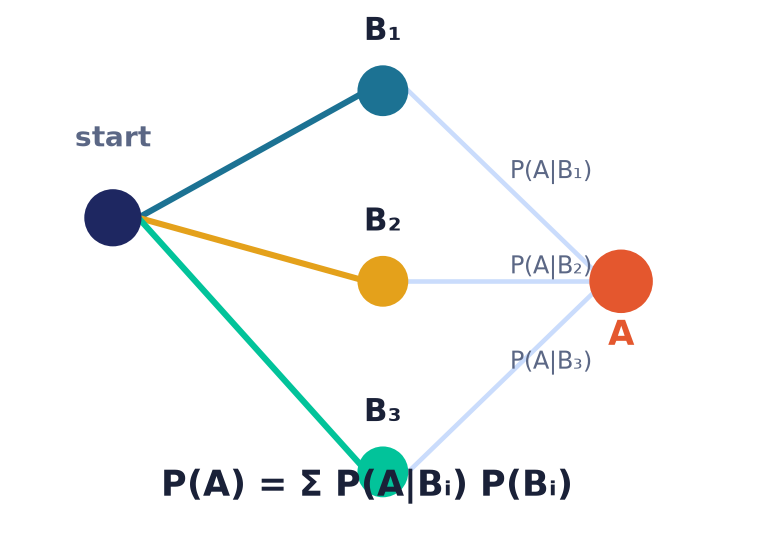 B₁
start
P(A|B₁)
B₂
P(A|B₂)
A
P(A|B₃)
B₃
P(A) = Σ P(A|Bᵢ) P(Bᵢ)